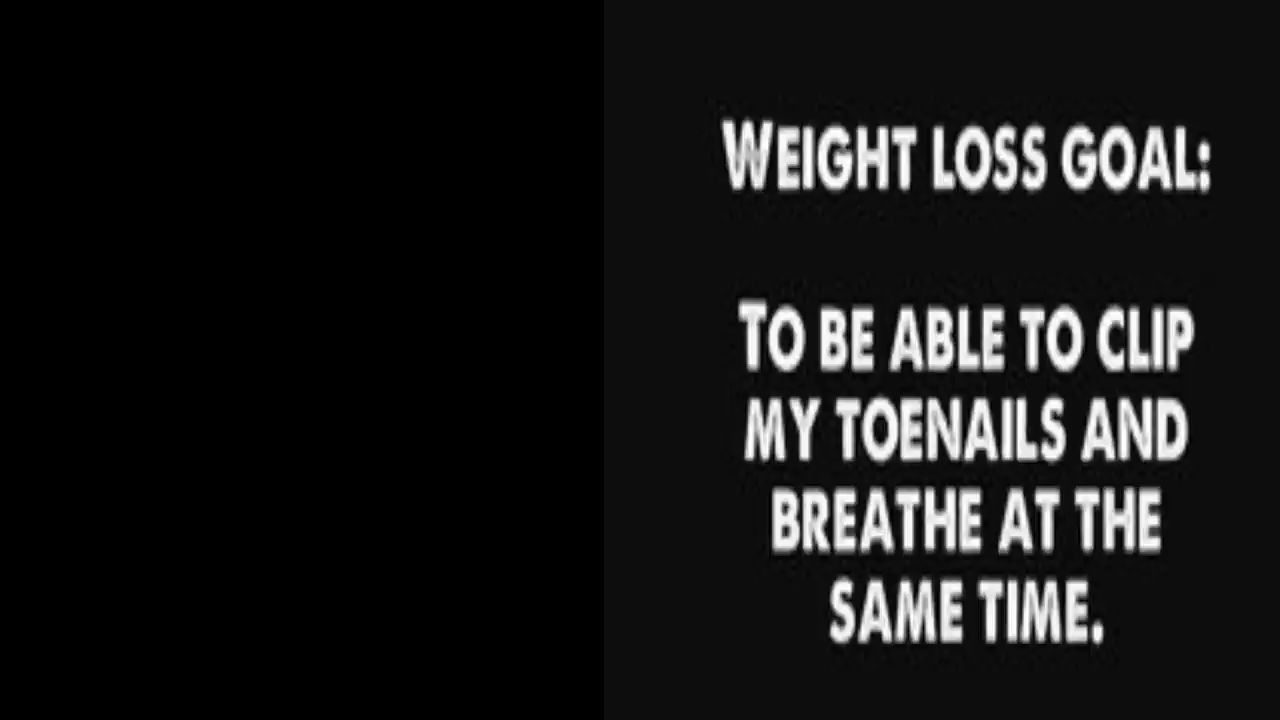 WEIGHT LOSS GOAL:
TO BE ABLE TO CLIP
MY TOENAILS AND
BREATHE AT THE
SAME TIME.